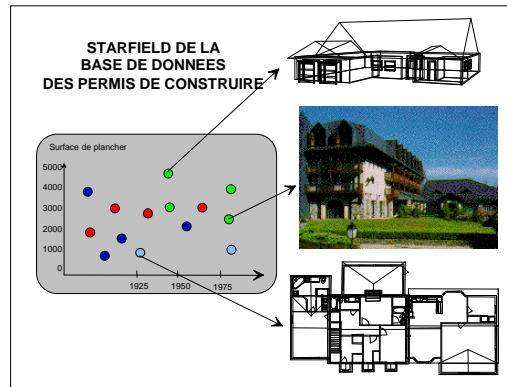 STARFIELD DE LA
BASE DE DONNEES
DES PERMIS DE CONSTRUIRE
Surface de plancher
5000
4000
3000
2000
1000
0
1925
1950
1975